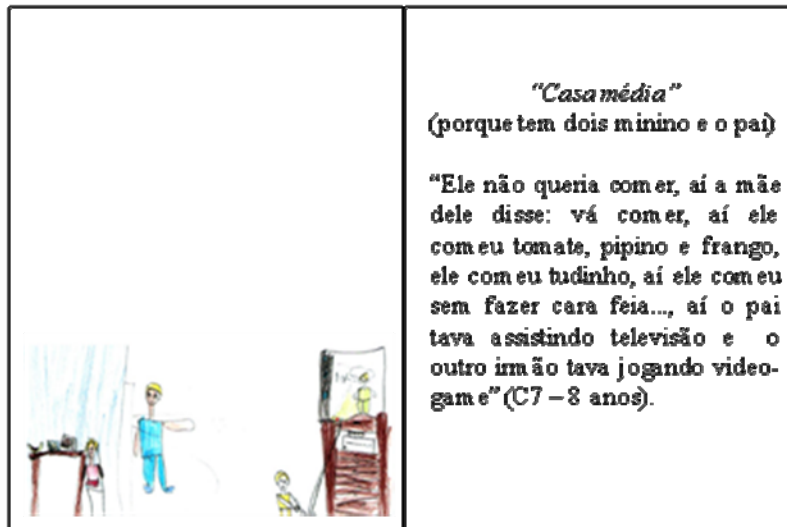 “Casa média”
(porque tem dois minino e o pai)
“Ele não queria comer, aí a mãe
dele disse: vá comer, aí ele
comeu tomate, pipino e frango,
ele comeu tudinho, aí ele comeu
sem fazer cara feia..., aí o pai
tava assistindo televisão e o
outro irmão tava jogando video-
game” (C7 – 8 anos).